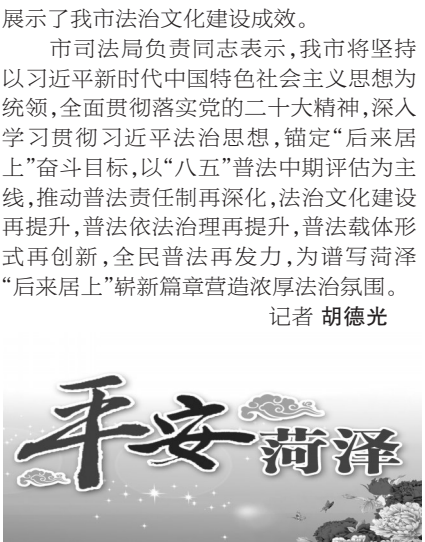 展示了我市法治文化建设成效。
市司法局负责同志表示,我市将坚持
以习近平新时代中国特色社会主义思想为
统领,全面贯彻落实党的二十大精神,深入
学习贯彻习近平法治思想,锚定“后来居
上”奋斗目标,以“八五”普法中期评估为主
线,推动普法责任制再深化,法治文化建设
再提升,普法依法治理再提升,普法载体形
式再创新,全民普法再发力,为谱写菏泽
“后来居上”崭新篇章营造浓厚法治氛围。
记者 胡德光
平安菏泽